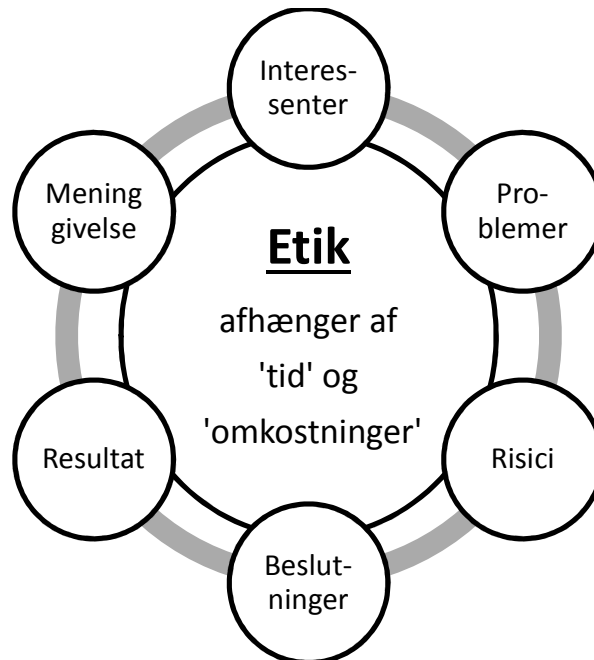 Interes-
senter
Pro-
blemer
Risici
Beslut-
ninger
Resultat
Mening
givelse
Etik
afhænger af
'tid' og
'omkostninger'